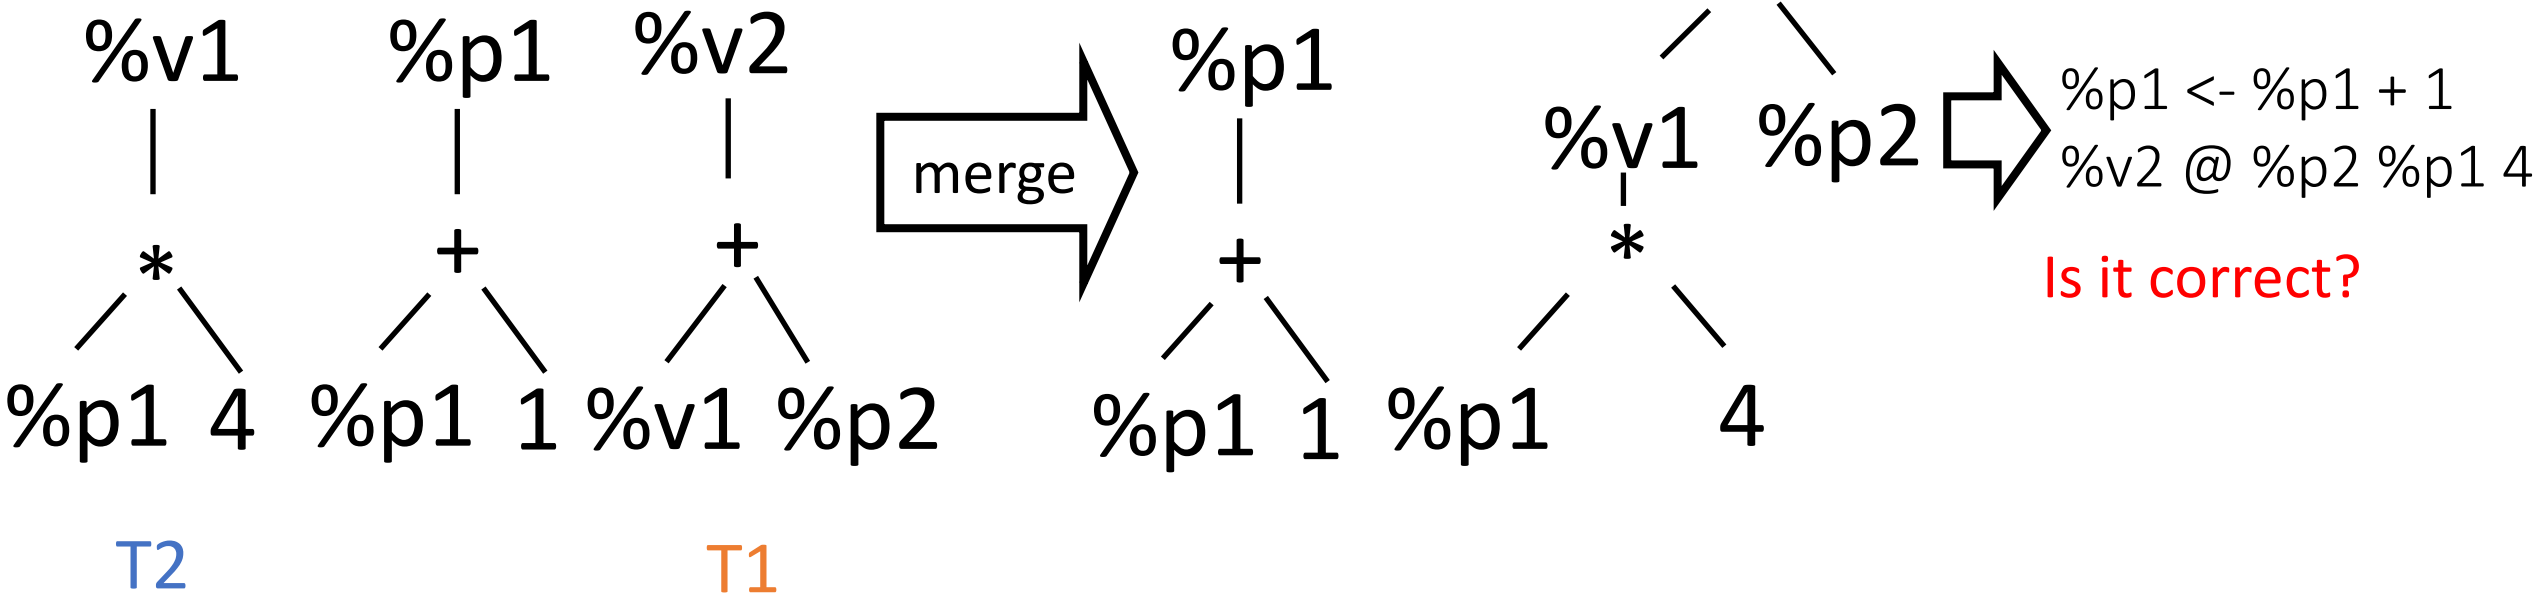 %v1 %p1 %v2
* + +
%p1 4 %p1 1 %v1 %p2
T2 T1
merge
%p1
+
%p1 1
%v1 %p2
*
%p1 4
%p1 <- %p1 + 1
%v2 @ %p2 %p1 4
Is it correct?